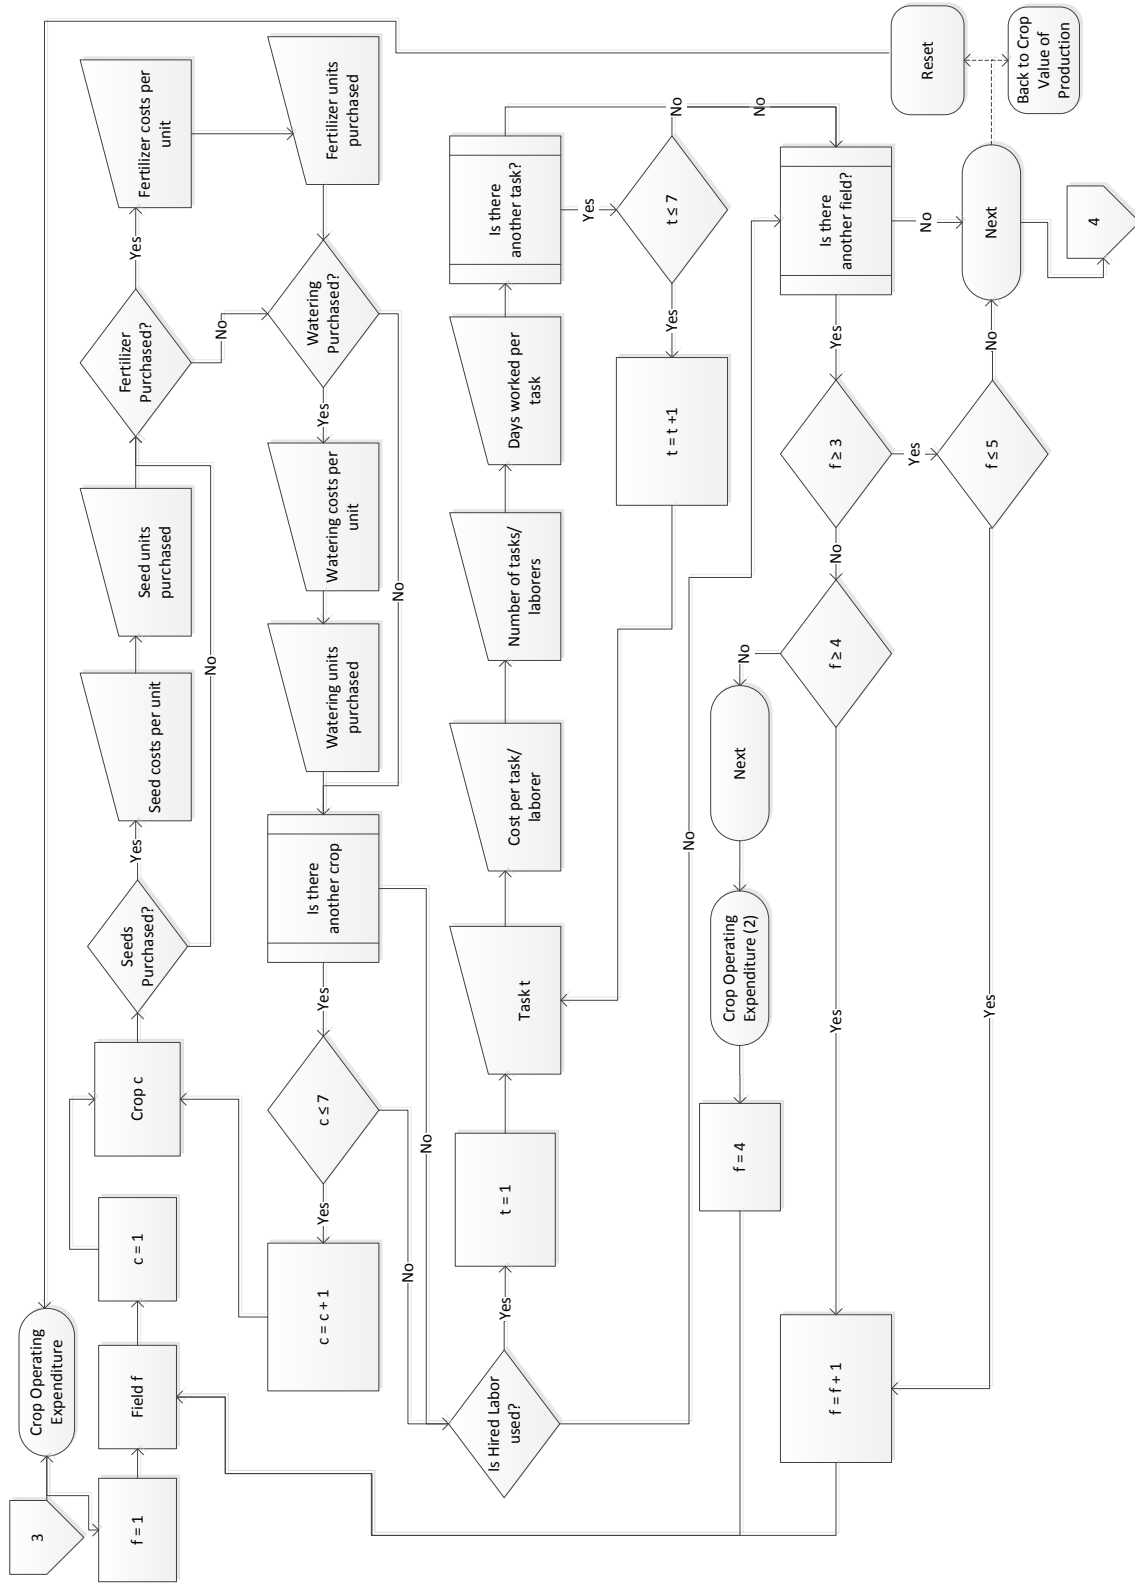 3
Crop Operating
Expenditure
f = 1
Field f
c = 1
Crop c
Seeds
Purchased?
Yes
Seed costs per unit
Seed units
purchased
No
Fertilizer
Purchased?
Yes
Fertilizer costs per
unit
No
Fertilizer units
purchased
Watering
Purchased?
Yes
Watering costs per
unit
Watering units
purchased
No
Is there
another crop
Yes
c ≤ 7
Yes
c = c + 1
No
No
Is Hired Labor
used?
Yes
t = 1
Task t
Cost per task/
laborer
Number of tasks/
laborers
Days worked per
task
Is there
another task?
Yes
t ≤ 7
Yes
t = t +1
No
No
No
Is there
another field?
Yes
No
f ≥ 3
Yes
No
f ≤ 5
No
Yes
f ≥ 4
No
Yes
Next
Crop Operating
Expenditure (2)
f = 4
f = f + 1
Next
4
Reset
Back to Crop
Value of
Production